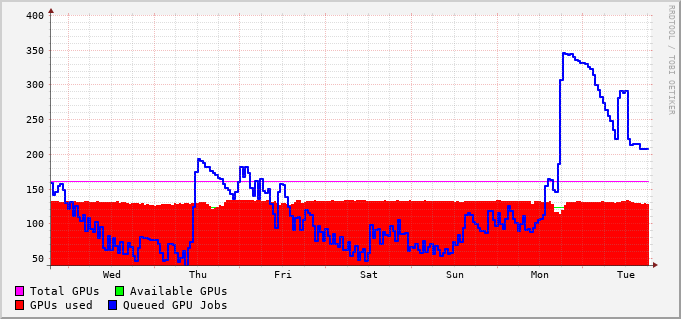 400
350
300
250
200
150
100
50
Wed Thu Fri Sat Sun Mon Tue
RRDTOOL / TOBI OETIKER
Total GPUs Available GPUs
GPUs used Queued GPU Jobs